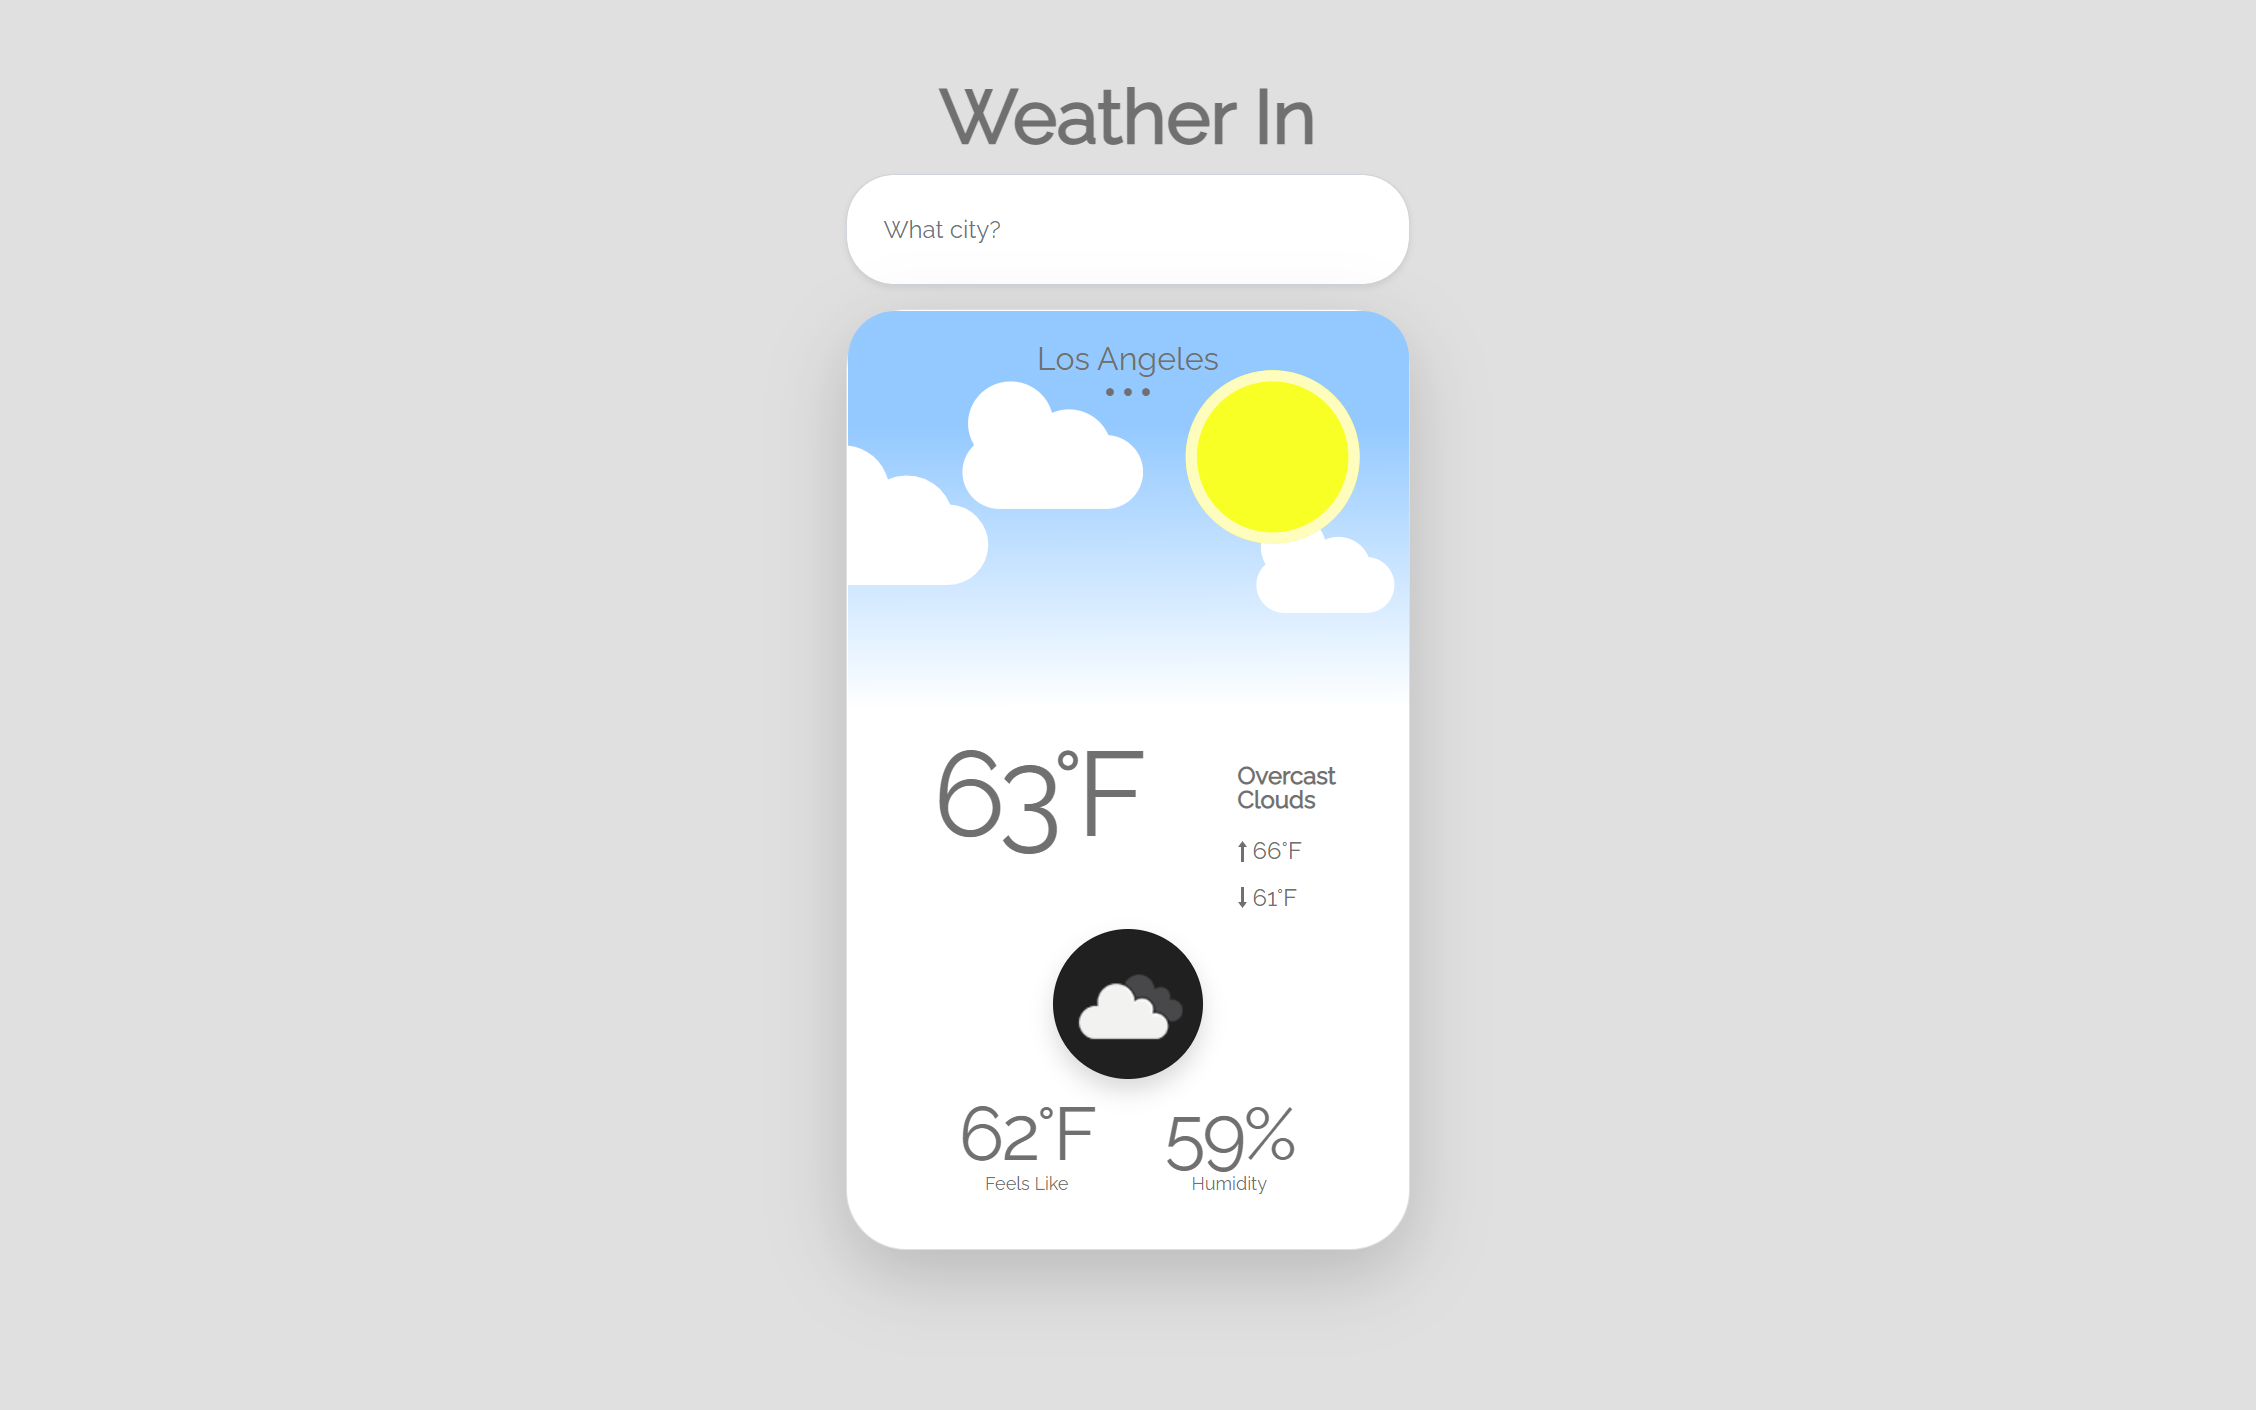 Weather In
What city?
Los Angeles
63°F
Overcast
Clouds
66°F
61°F
62°F
Feels Like
59%
Humidity